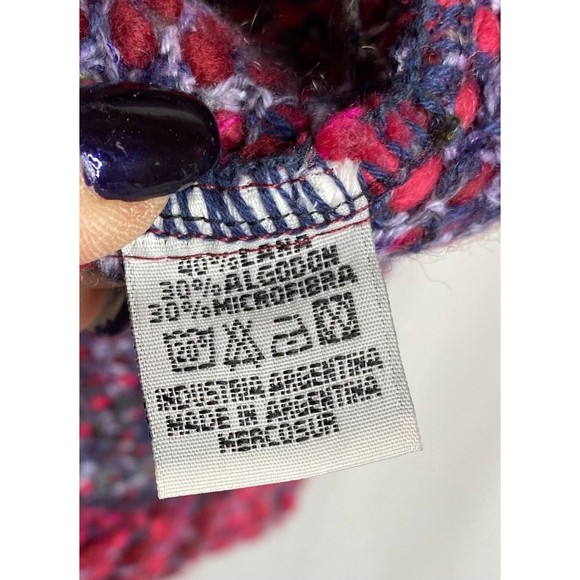 40% LANA
30% ALGODON
30% MICROFIBRA
INDUSTRIA ARGENTINA
MADE IN ARGENTINA
MERCOSUR